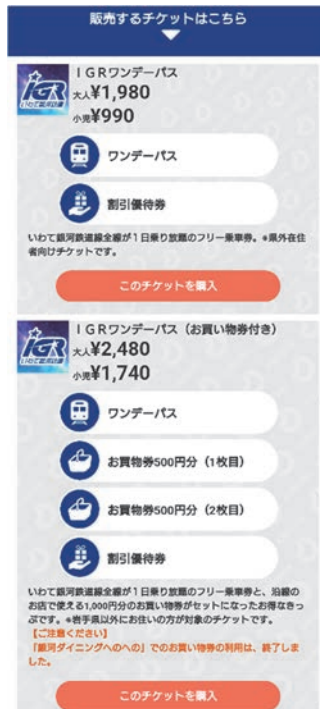 販売するチケットはこちら
IGR
いわて銀河鉄道
ＩＧＲワンデーパス
大人¥1,980
小児¥990
ワンデーパス
割引優待券
いわて銀河鉄道線全線が１日乗り放題のフリー乗車券。※県外在住
者向けチケットです。
このチケットを購入
IGR
いわて銀河鉄道
ＩＧＲワンデーパス（お買い物券付き）
大人¥2,480
小児¥1,740
ワンデーパス
お買物券500円分（1枚目）
お買物券500円分（2枚目）
割引優待券
いわて銀河鉄道線全線が１日乗り放題のフリー乗車券と、沿線の
お店で使える1,000円分のお買い物券がセットになったお得なきっ
ぷです。※岩手県以外にお住いの方が対象のチケットです。
【ご注意ください】
「銀河ダイニングへのへの」でのお買い物券の利用は、終了しま
した。
このチケットを購入